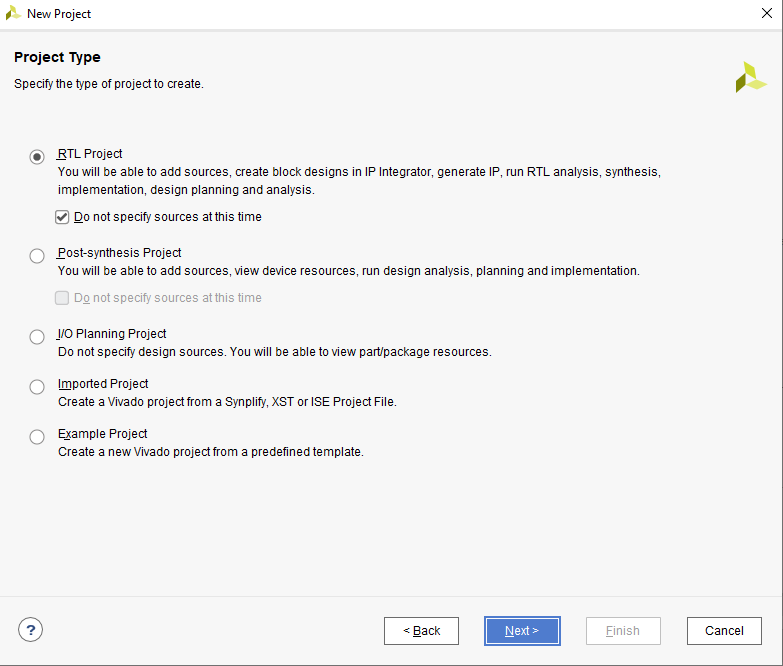 New Project
Project Type
Specify the type of project to create.
RTL Project
You will be able to add sources, create block designs in IP Integrator, generate IP, run RTL analysis, synthesis,
implementation, design planning and analysis.
Do not specify sources at this time
Post-synthesis Project
You will be able to add sources, view device resources, run design analysis, planning and implementation.
Do not specify sources at this time
I/O Planning Project
Do not specify design sources. You will be able to view part/package resources.
Imported Project
Create a Vivado project from a Synplify, XST or ISE Project File.
Example Project
Create a new Vivado project from a predefined template.
? < Back Next > Finish Cancel